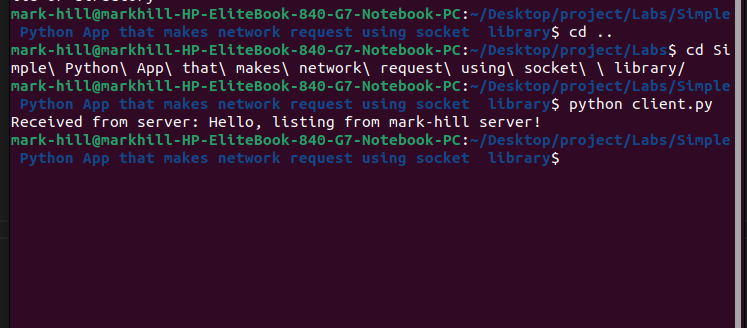 mark-hill@markhill-HP-EliteBook-840-G7-Notebook-PC:~/Desktop/project/Labs/Simple
 Python App that makes network request using socket  library$ cd ..
mark-hill@markhill-HP-EliteBook-840-G7-Notebook-PC:~/Desktop/project/Labs$ cd Si
mple\ Python\ App\ that\ makes\ network\ request\ using\ socket\ \ library/
mark-hill@markhill-HP-EliteBook-840-G7-Notebook-PC:~/Desktop/project/Labs/Simple
 Python App that makes network request using socket  library$ python client.py
Received from server: Hello, listing from mark-hill server!
mark-hill@markhill-HP-EliteBook-840-G7-Notebook-PC:~/Desktop/project/Labs/Simple
 Python App that makes network request using socket  library$